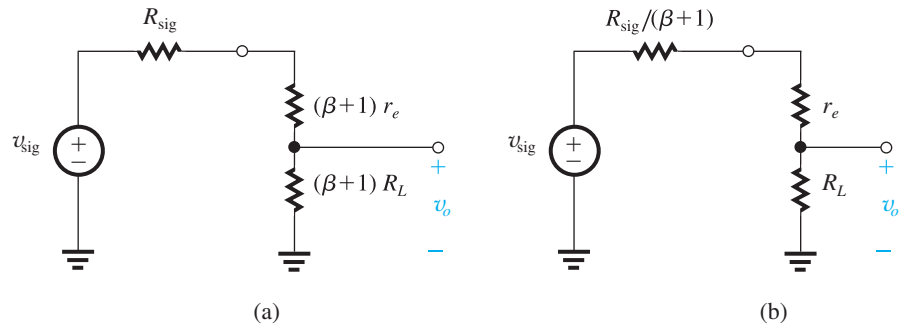 R_sig
v_sig
+
−
(β+1) r_e
(β+1) R_L
+
v_o
−
(a)
R_sig/(β+1)
v_sig
+
−
r_e
R_L
+
v_o
−
(b)